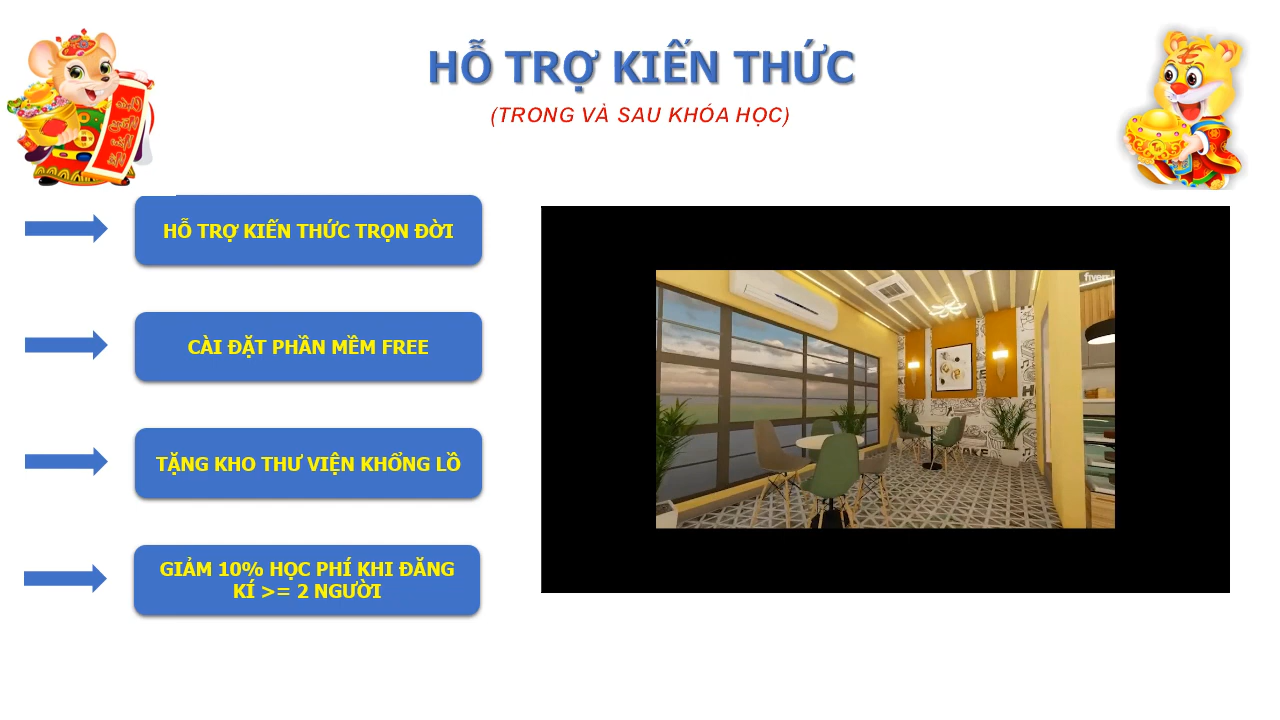 HỖ TRỢ KIẾN THỨC
(TRONG VÀ SAU KHÓA HỌC)
HỖ TRỢ KIẾN THỨC TRỌN ĐỜI
CÀI ĐẶT PHẦN MỀM FREE
TẶNG KHO THƯ VIỆN KHỔNG LỒ
GIẢM 10% HỌC PHÍ KHI ĐĂNG
KÍ >= 2 NGƯỜI
fiverr